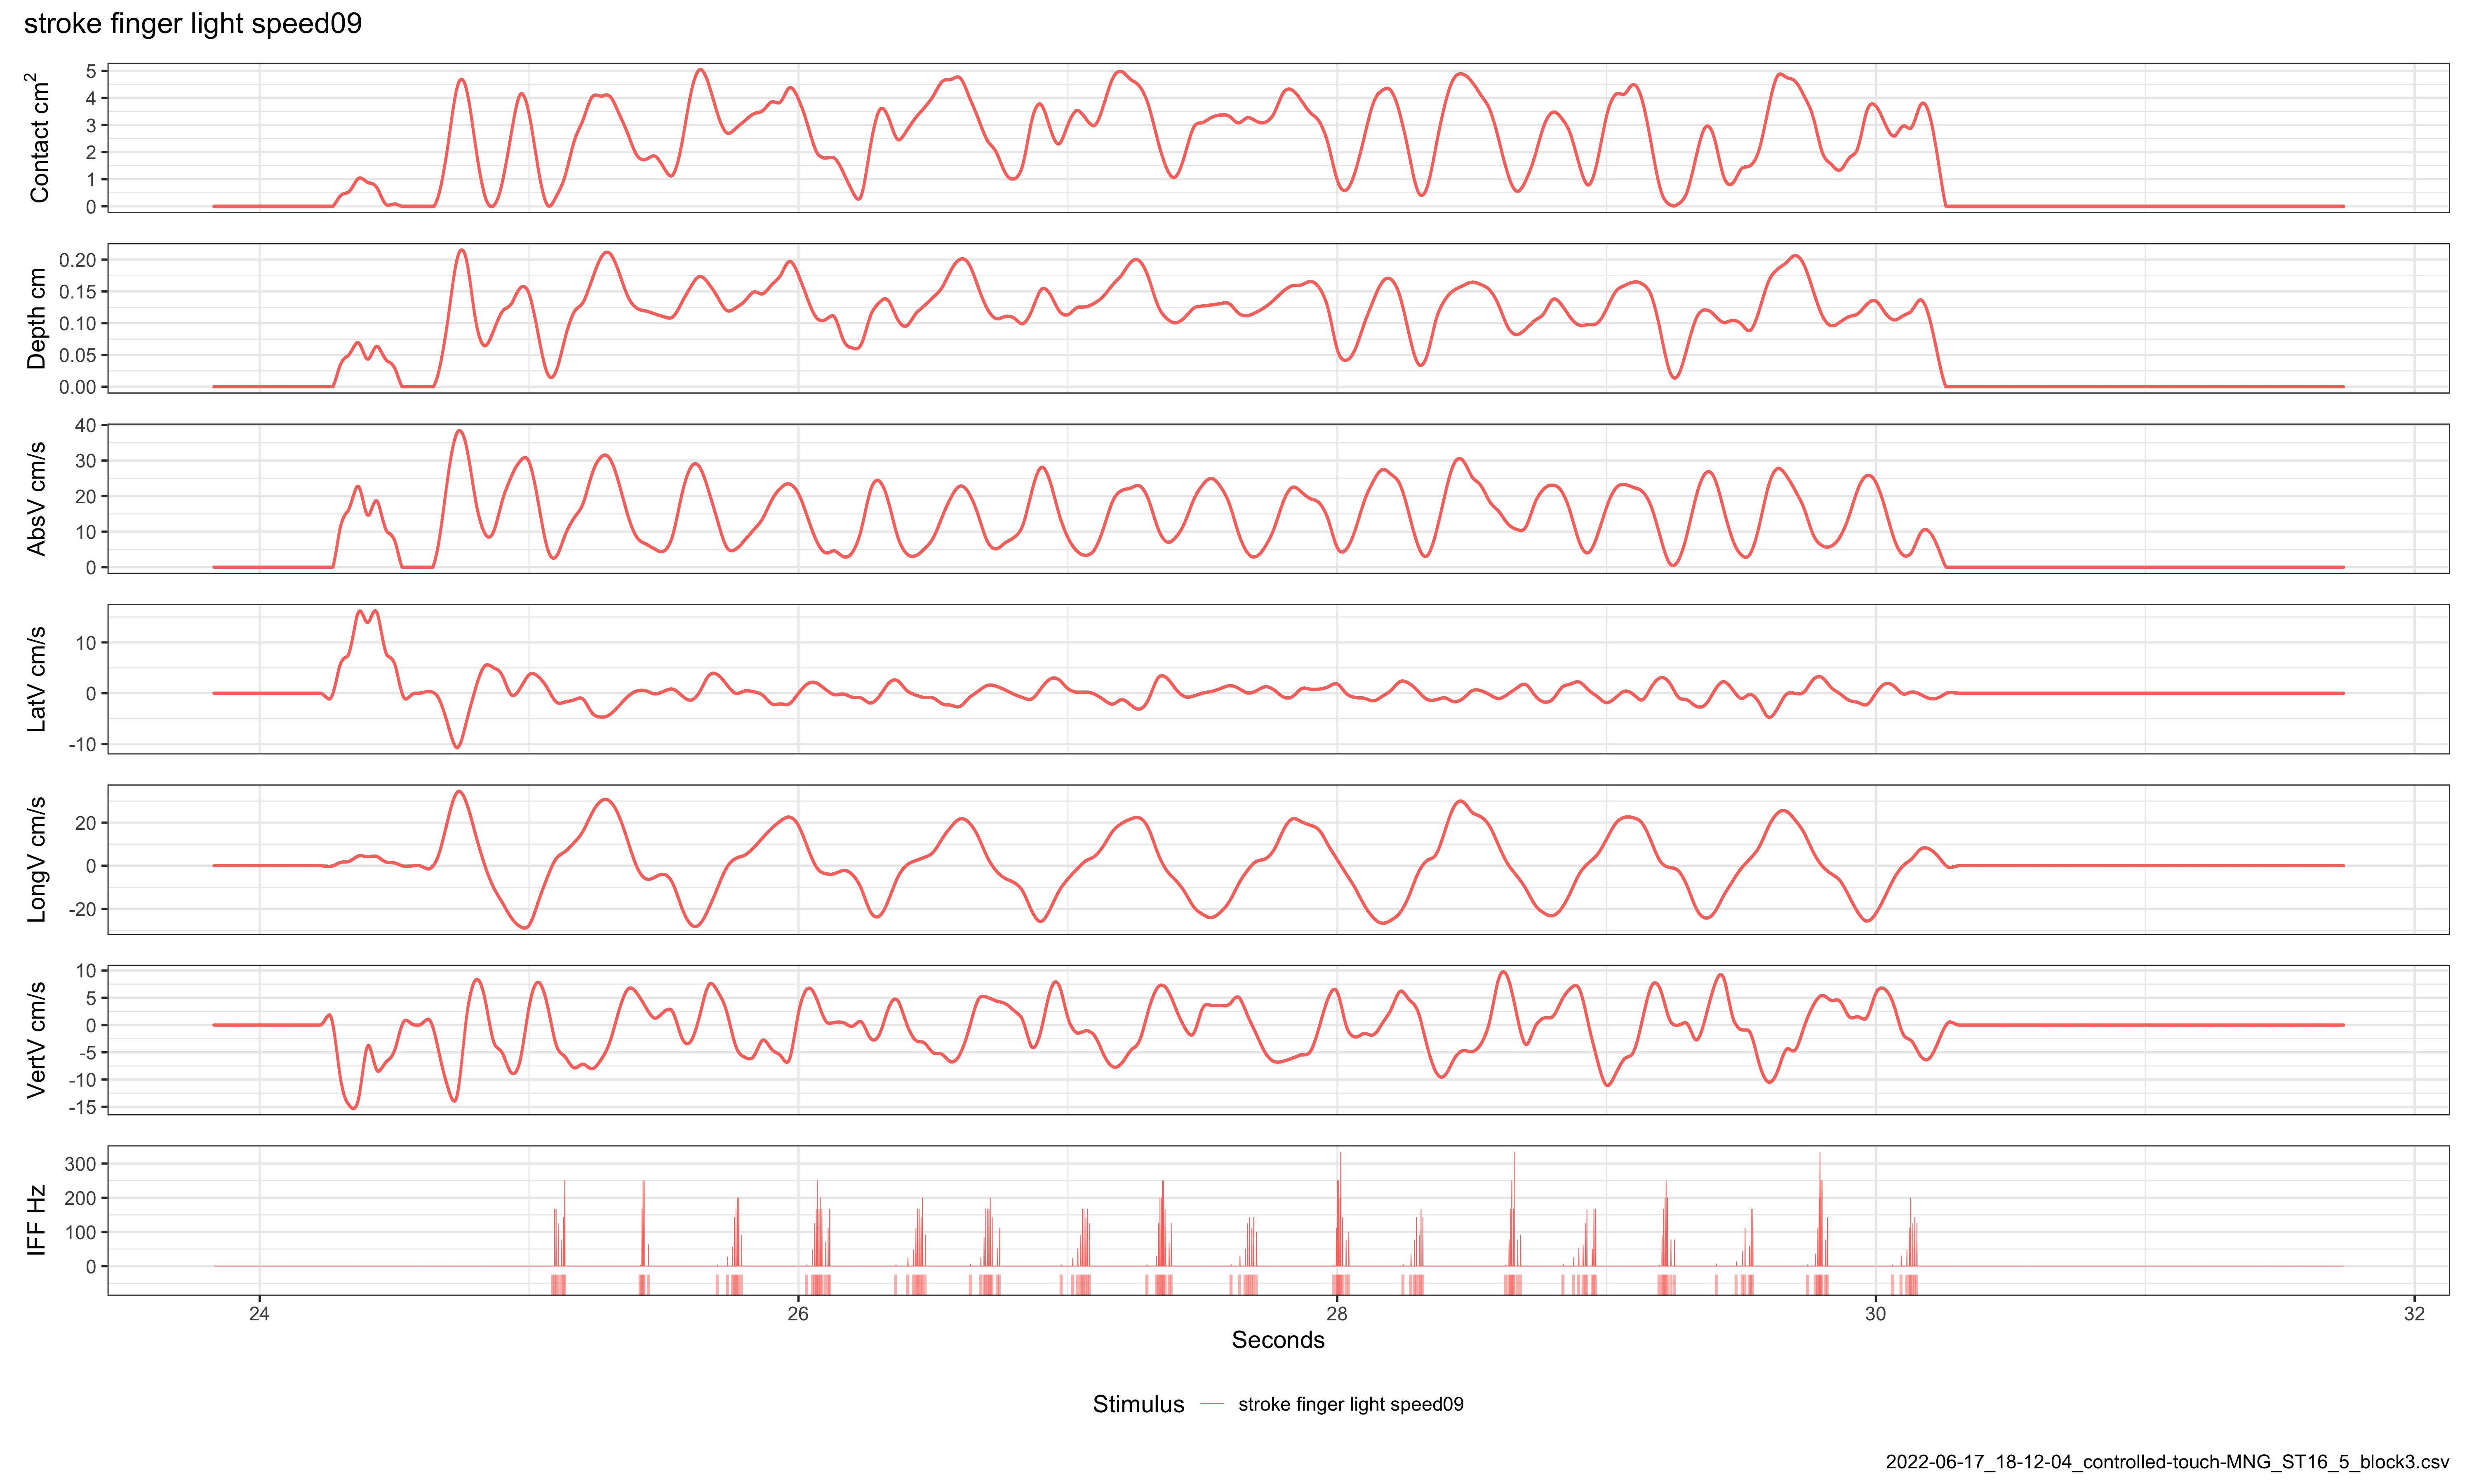 stroke finger light speed09
Contact cm2
5
4
3
2
1
0
Depth cm
0.20
0.15
0.10
0.05
0.00
AbsV cm/s
40
30
20
10
0
LatV cm/s
10
0
-10
LongV cm/s
20
0
-20
VertV cm/s
10
5
0
-5
-10
-15
IFF Hz
300
200
100
0
24 26 28 30 32
Seconds
Stimulus stroke finger light speed09
2022-06-17_18-12-04_controlled-touch-MNG_ST16_5_block3.csv